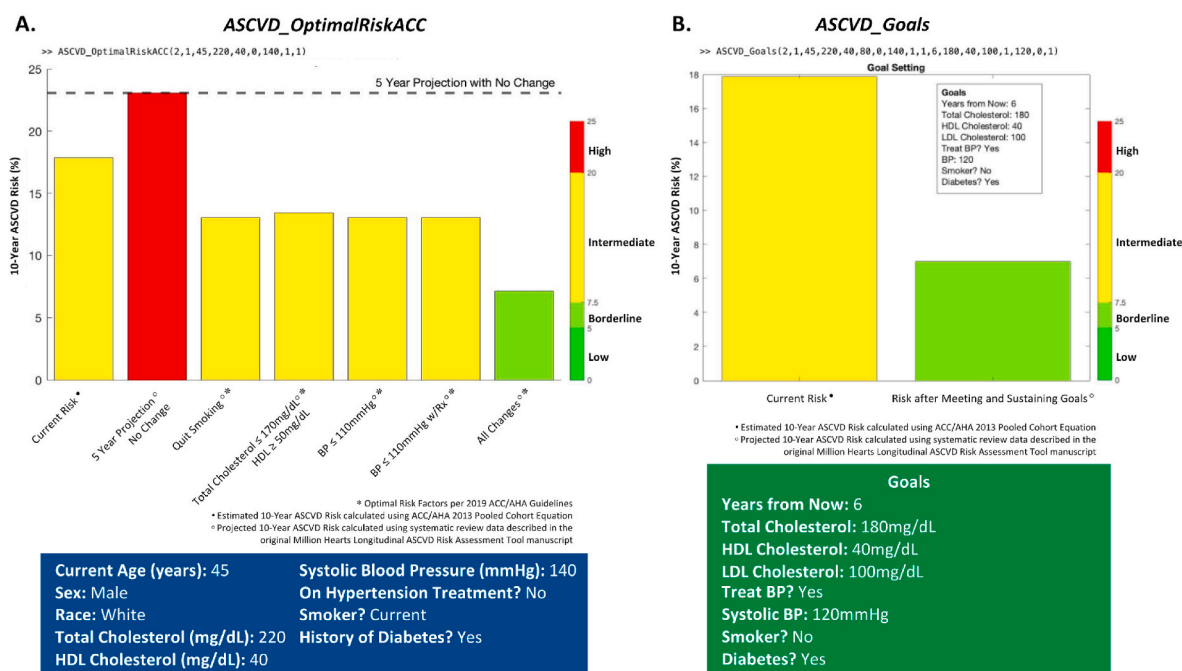 A.
ASCVD_OptimalRiskACC
>> ASCVD_OptimalRiskACC(2,1,45,220,40,0,140,1,1)
25
20
15
10
5
0
10-Year ASCVD Risk (%)
5 Year Projection with No Change
Current Risk•
5 Year Projection°
No Change
Quit Smoking°*
Total Cholesterol ≤ 170mg/dL°*
HDL ≥ 50mg/dL
BP ≤ 110mmHg°*
BP ≤ 110mmHg w/Rx°*
All Changes°*
25
High
20
Intermediate
7.5
Borderline
5
Low
0
* Optimal Risk Factors per 2019 ACC/AHA Guidelines
• Estimated 10-Year ASCVD Risk calculated using ACC/AHA 2013 Pooled Cohort Equation
° Projected 10-Year ASCVD Risk calculated using systematic review data described in the
original Million Hearts Longitudinal ASCVD Risk Assessment Tool manuscript
Current Age (years): 45
Sex: Male
Race: White
Total Cholesterol (mg/dL): 220
HDL Cholesterol (mg/dL): 40
Systolic Blood Pressure (mmHg): 140
On Hypertension Treatment? No
Smoker? Current
History of Diabetes? Yes
B.
ASCVD_Goals
>> ASCVD_Goals(2,1,45,220,40,80,0,140,1,1,6,180,40,100,1,120,0,1)
Goal Setting
18
16
14
12
10
8
6
4
2
0
10-Year ASCVD Risk (%)
Goals
Years from Now: 6
Total Cholesterol: 180
HDL Cholesterol: 40
LDL Cholesterol: 100
Treat BP? Yes
BP: 120
Smoker? No
Diabetes? Yes
Current Risk•
Risk after Meeting and Sustaining Goals°
25
High
20
Intermediate
7.5
Borderline
5
Low
0
• Estimated 10-Year ASCVD Risk calculated using ACC/AHA 2013 Pooled Cohort Equation
° Projected 10-Year ASCVD Risk calculated using systematic review data described in the
original Million Hearts Longitudinal ASCVD Risk Assessment Tool manuscript
Goals
Years from Now: 6
Total Cholesterol: 180mg/dL
HDL Cholesterol: 40mg/dL
LDL Cholesterol: 100mg/dL
Treat BP? Yes
Systolic BP: 120mmHg
Smoker? No
Diabetes? Yes